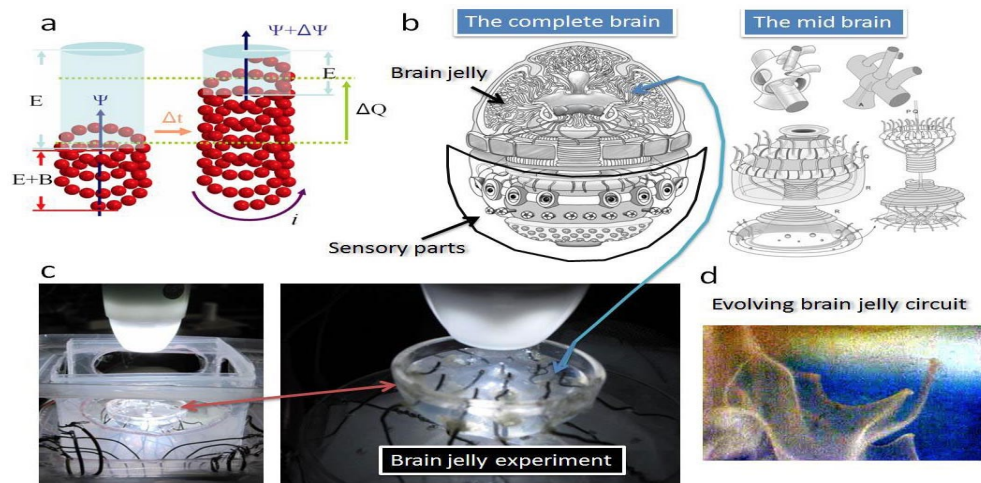 a
Ψ+ΔΨ
E
E
Ψ
Δt
ΔQ
E+B
i
b
The complete brain
The mid brain
Brain jelly
Sensory parts
A
P Q
R
R
c
Brain jelly experiment
d
Evolving brain jelly circuit